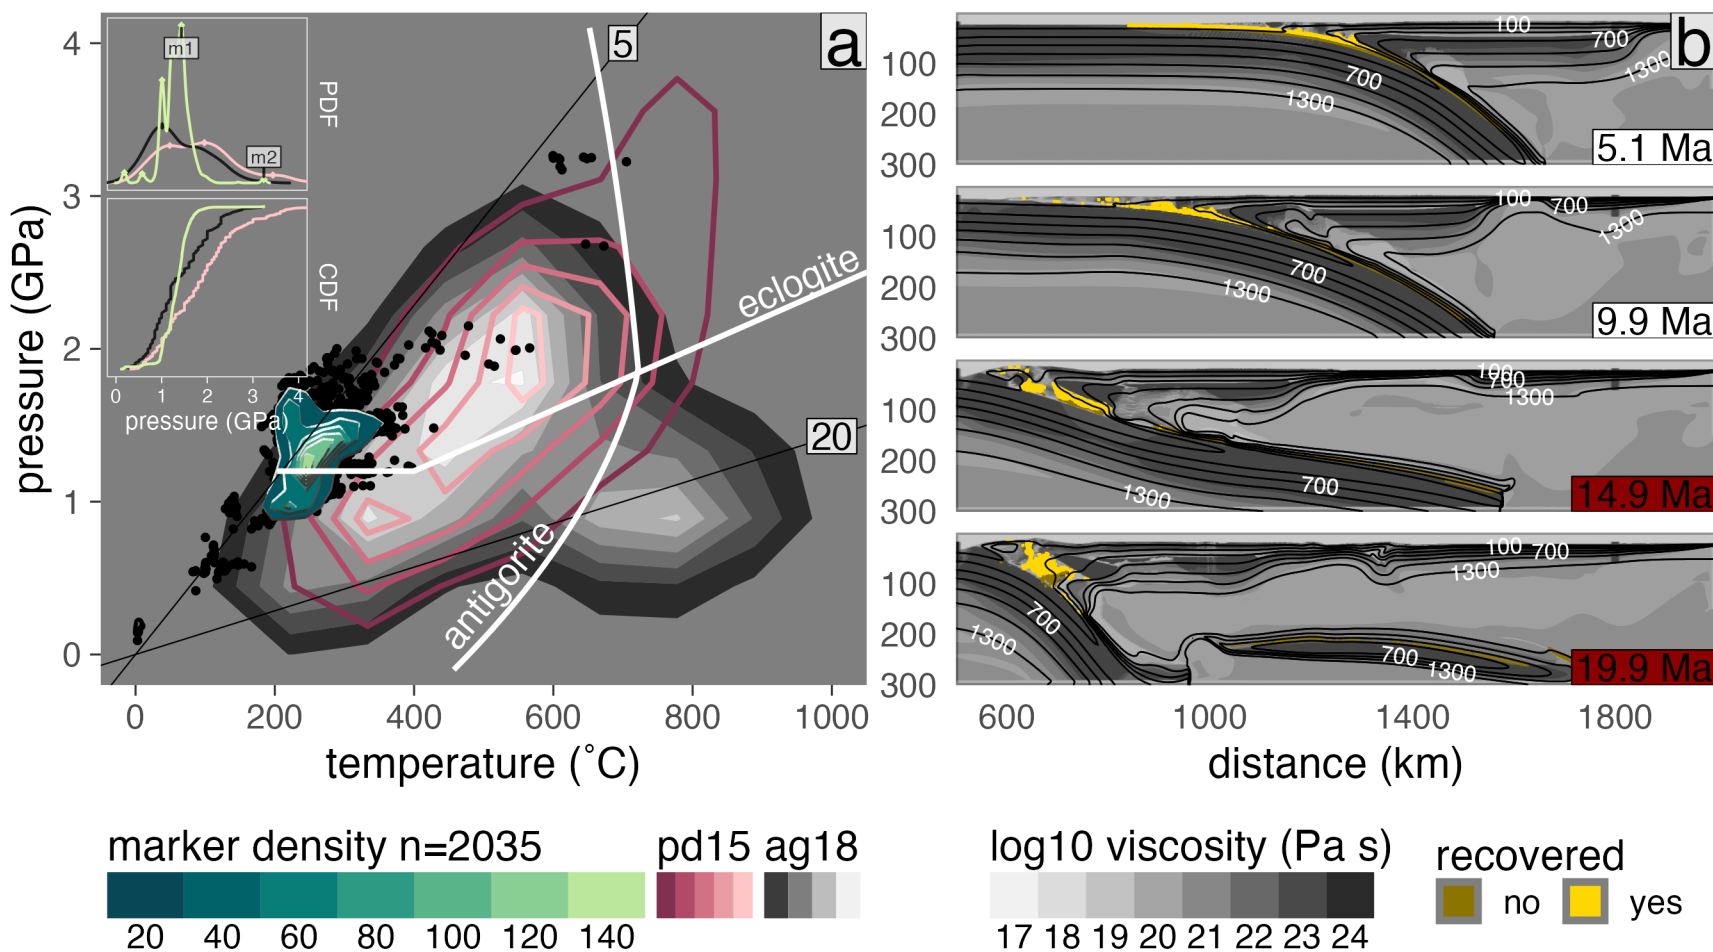 a
5
20
m1
m2
PDF
CDF
0 1 2 3 4
pressure (GPa)
eclogite
antigorite
4
3
2
1
0
pressure (GPa)
0 200 400 600 800 1000
temperature (˚C)
b
100
200
300
100
700
1300
700
1300
5.1 Ma
100
200
300
100
700
1300
700
1300
9.9 Ma
100
200
300
100
700
1300
700
1300
14.9 Ma
100
200
300
100
700
1300
700
1300
700
1300
19.9 Ma
600 1000 1400 1800
distance (km)
marker density n=2035
20 40 60 80 100 120 140
pd15 ag18
log10 viscosity (Pa s)
17 18 19 20 21 22 23 24
recovered
no yes